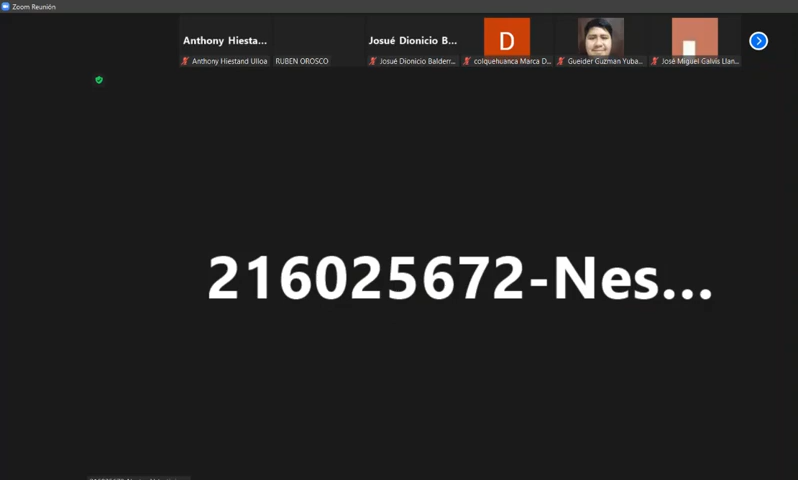 Zoom Reunión
Anthony Hiesta... Josué Dionicio B... D
Anthony Hiestand Ulloa RUBEN OROSCO Josué Dionicio Balderr... colquehuanca Marca D... Gueider Guzman Yuba... José Miguel Galvis Llan...
216025672-Nes...